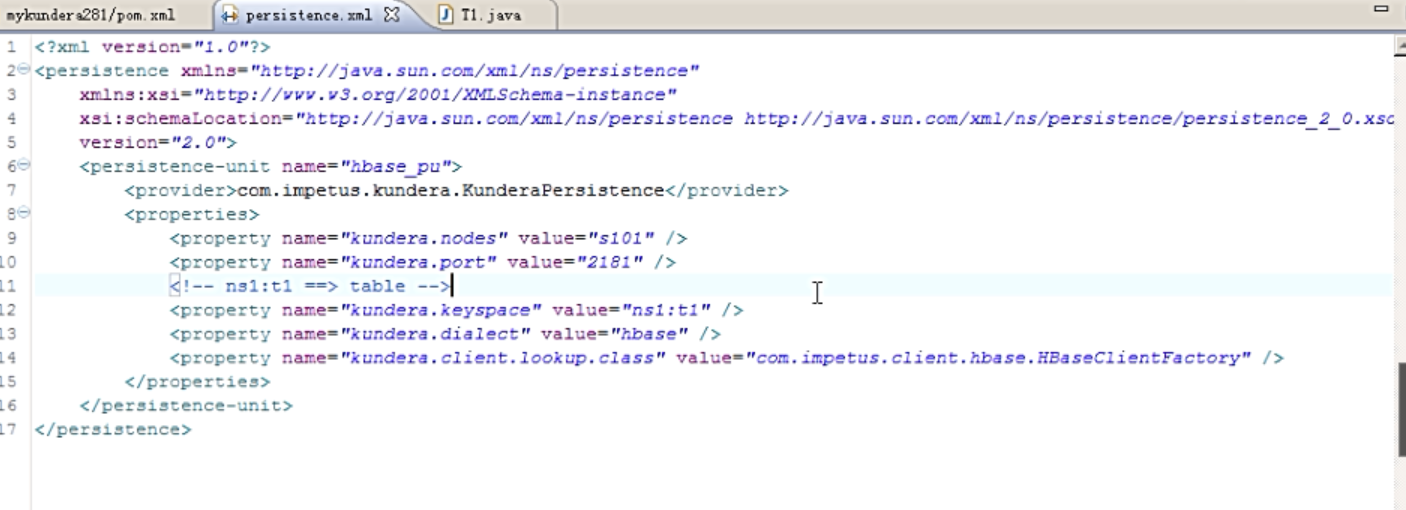 mykundera281/pom.xml persistence.xml T1.java
1 <?xml version="1.0"?>
2 <persistence xmlns="http://java.sun.com/xml/ns/persistence"
3 xmlns:xsi="http://www.w3.org/2001/XMLSchema-instance"
4 xsi:schemaLocation="http://java.sun.com/xml/ns/persistence http://java.sun.com/xml/ns/persistence/persistence_2_0.xsd
5 version="2.0">
6 <persistence-unit name="hbase_pu">
7 <provider>com.impetus.kundera.KunderaPersistence</provider>
8 <properties>
9 <property name="kundera.nodes" value="s101" />
10 <property name="kundera.port" value="2181" />
11 <!-- ns1:t1 ==> table -->
12 <property name="kundera.keyspace" value="ns1:t1" />
13 <property name="kundera.dialect" value="hbase" />
14 <property name="kundera.client.lookup.class" value="com.impetus.client.hbase.HBaseClientFactory" />
15 </properties>
16 </persistence-unit>
17 </persistence>